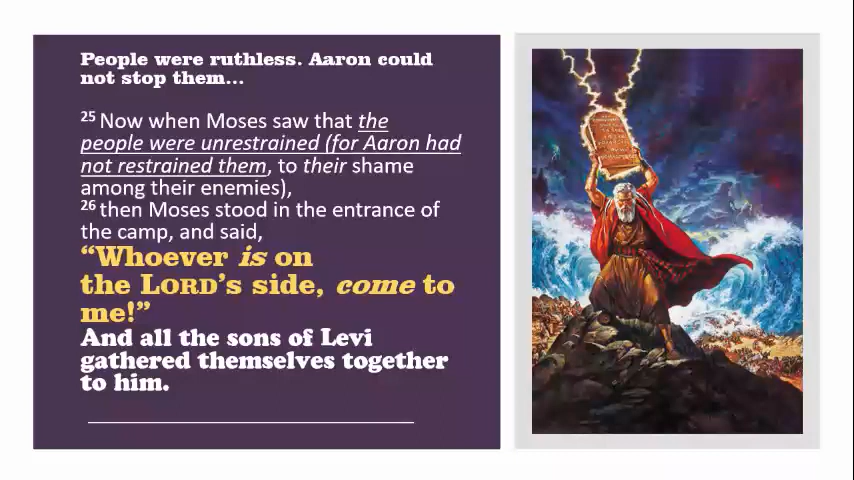 People were ruthless. Aaron could
not stop them...
25 Now when Moses saw that the
people were unrestrained (for Aaron had
not restrained them, to their shame
among their enemies),
26 then Moses stood in the entrance of
the camp, and said,
“Whoever is on
the LORD’s side, come to
me!”
And all the sons of Levi
gathered themselves together
to him.